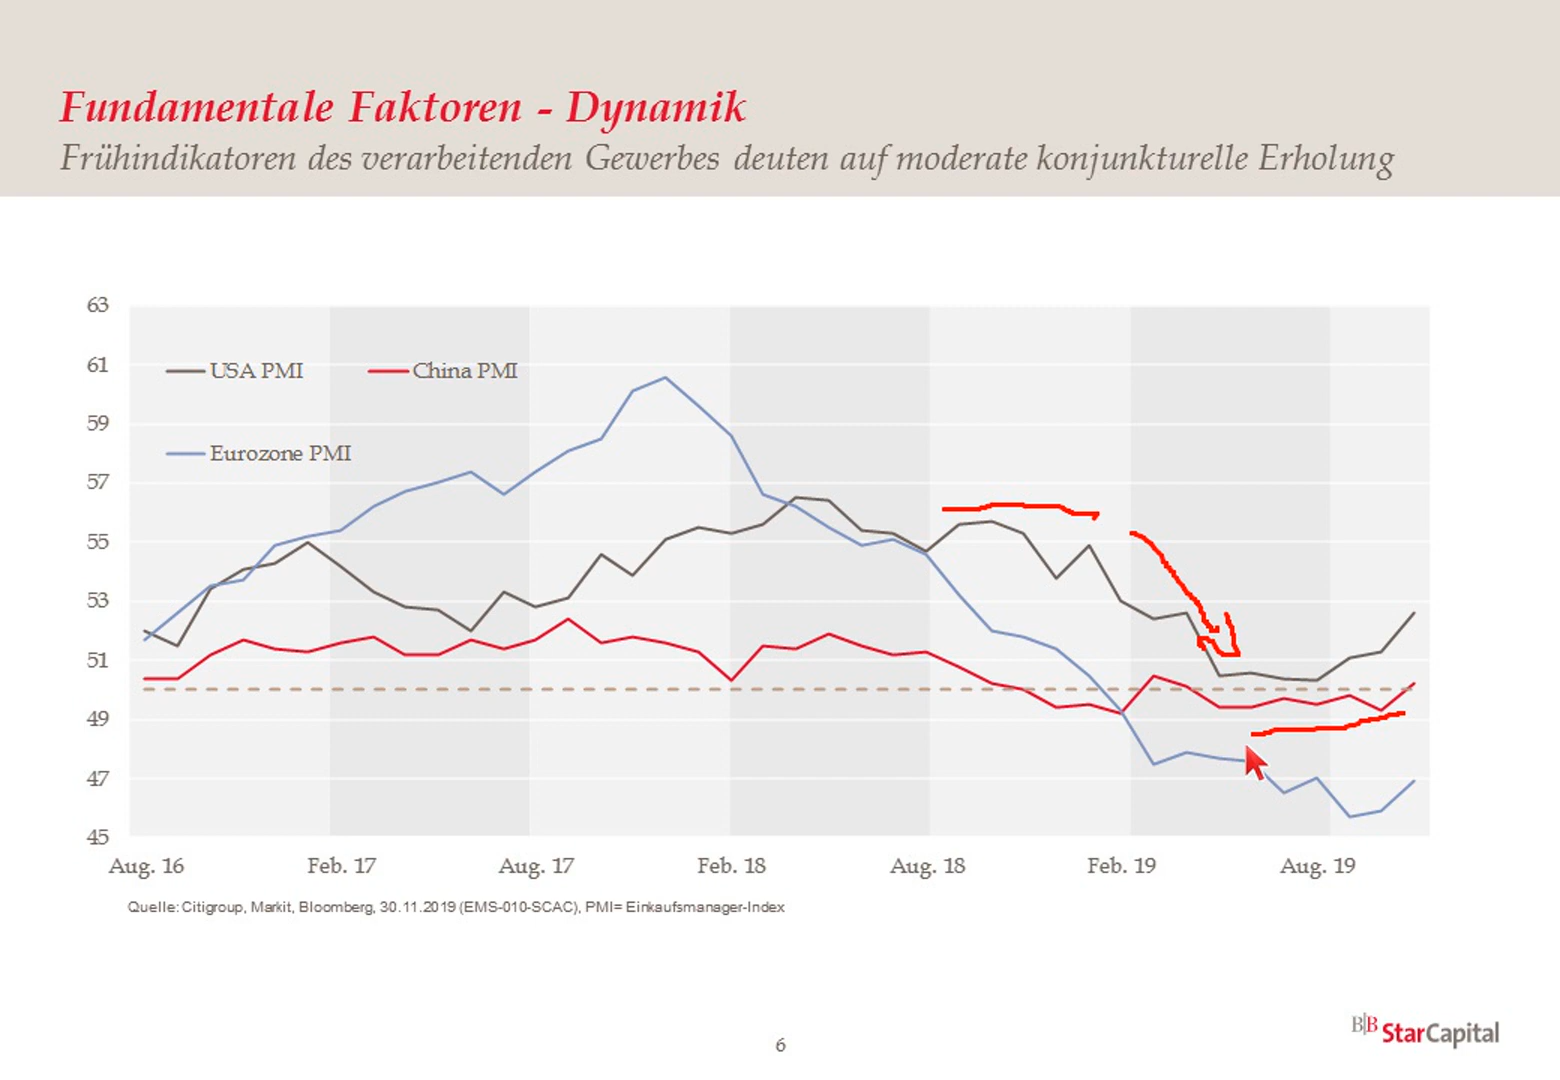 Fundamentale Faktoren - Dynamik
Frühindikatoren des verarbeitenden Gewerbes deuten auf moderate konjunkturelle Erholung
63
61
59
57
55
53
51
49
47
45
USA PMI
China PMI
Eurozone PMI
Aug. 16
Feb. 17
Aug. 17
Feb. 18
Aug. 18
Feb. 19
Aug. 19
Quelle: Citigroup, Markit, Bloomberg, 30.11.2019 (EMS-010-SCAC), PMI= Einkaufsmanager-Index
6
B|B StarCapital